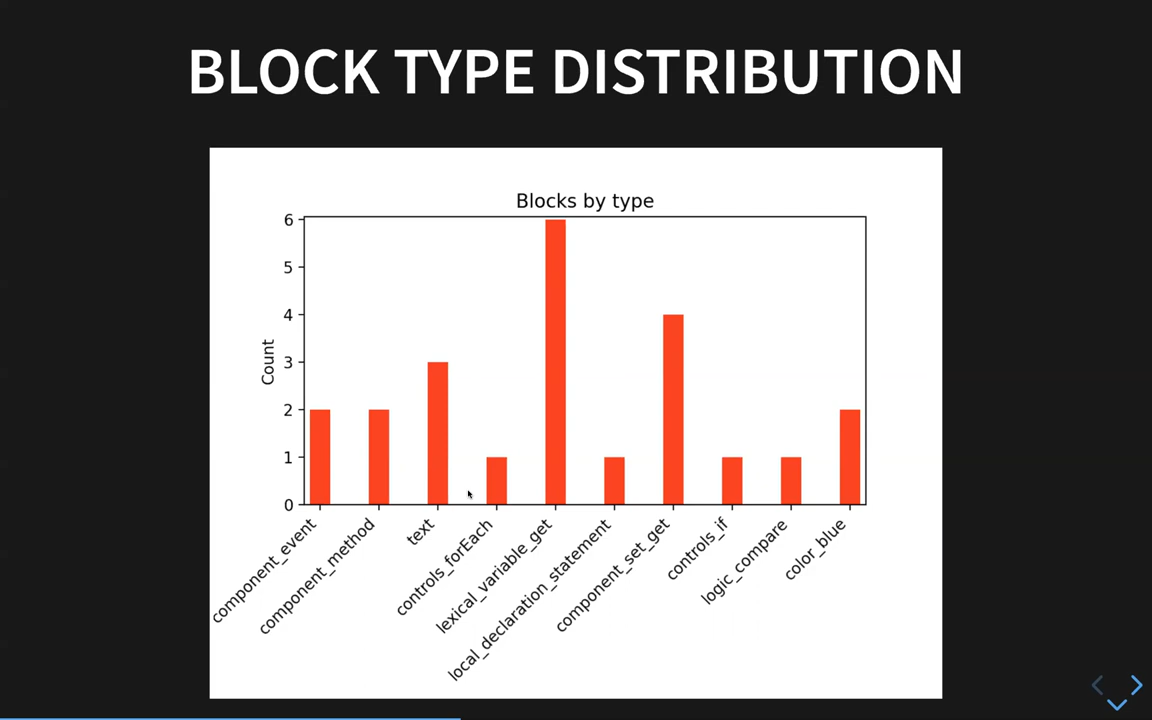 BLOCK TYPE DISTRIBUTION
Blocks by type
Count
6
5
4
3
2
1
0
component_event
component_method
text
controls_forEach
lexical_variable_get
local_declaration_statement
component_set_get
controls_if
logic_compare
color_blue